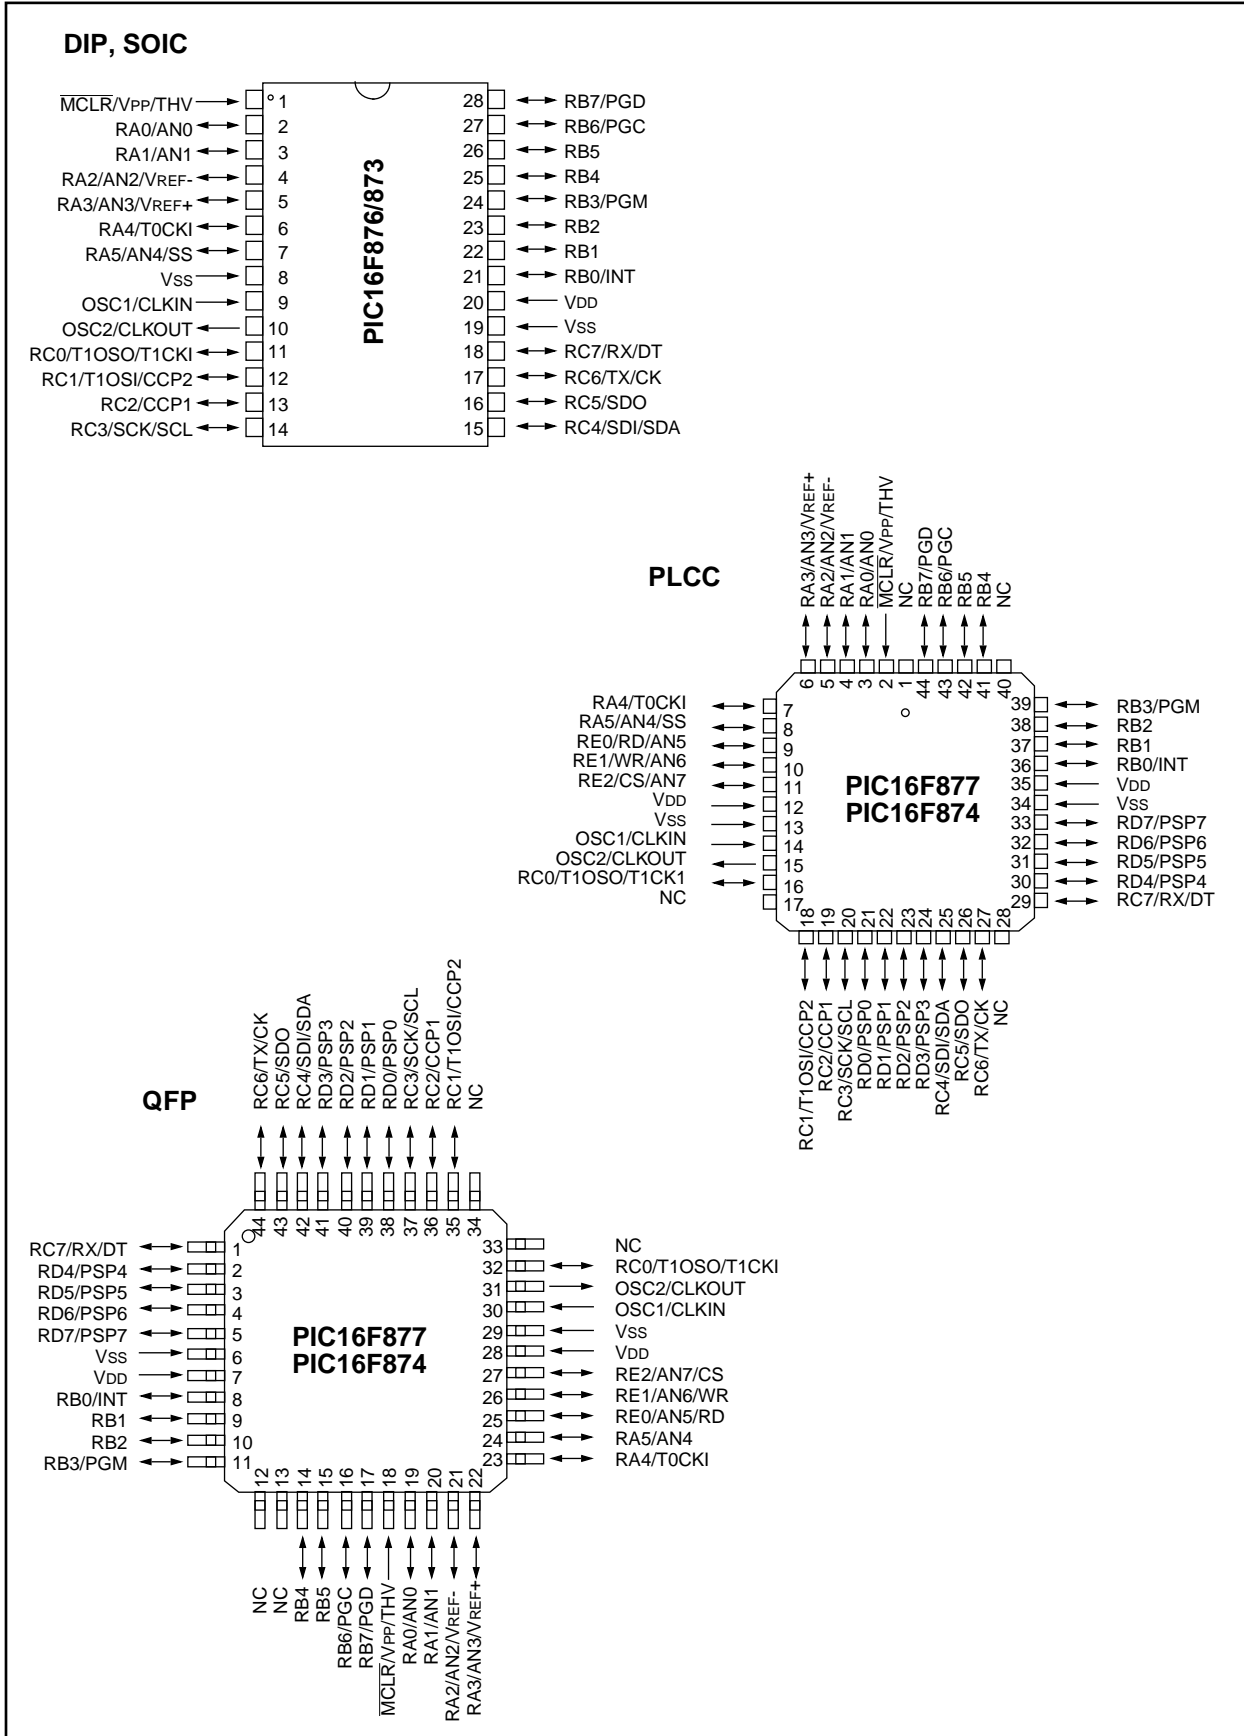 DIP, SOIC
MCLR/VPP/THV 1 28 RB7/PGD
RA0/AN0 2 27 RB6/PGC
RA1/AN1 3 26 RB5
RA2/AN2/VREF- 4 25 RB4
RA3/AN3/VREF+ 5 24 RB3/PGM
RA4/T0CKI 6 23 RB2
RA5/AN4/SS 7 22 RB1
VSS 8 21 RB0/INT
OSC1/CLKIN 9 20 VDD
OSC2/CLKOUT 10 19 VSS
RC0/T1OSO/T1CKI 11 18 RC7/RX/DT
RC1/T1OSI/CCP2 12 17 RC6/TX/CK
RC2/CCP1 13 16 RC5/SDO
RC3/SCK/SCL 14 15 RC4/SDI/SDA
PIC16F876/873
PLCC
RA3/AN3/VREF+
RA2/AN2/VREF-
RA1/AN1
RA0/AN0
MCLR/VPP/THV
NC
RB7/PGD
RB6/PGC
RB5
RB4
NC
6 5 4 3 2 1 44 43 42 41 40
RA4/T0CKI 7 39 RB3/PGM
RA5/AN4/SS 8 38 RB2
RE0/RD/AN5 9 37 RB1
RE1/WR/AN6 10 36 RB0/INT
RE2/CS/AN7 11 35 VDD
VDD 12 34 VSS
VSS 13 33 RD7/PSP7
OSC1/CLKIN 14 32 RD6/PSP6
OSC2/CLKOUT 15 31 RD5/PSP5
RC0/T1OSO/T1CK1 16 30 RD4/PSP4
NC 17 29 RC7/RX/DT
PIC16F877
PIC16F874
18 19 20 21 22 23 24 25 26 27 28
RC1/T1OSI/CCP2
RC2/CCP1
RC3/SCK/SCL
RD0/PSP0
RD1/PSP1
RD2/PSP2
RD3/PSP3
RC4/SDI/SDA
RC5/SDO
RC6/TX/CK
NC
QFP
RC6/TX/CK
RC5/SDO
RC4/SDI/SDA
RD3/PSP3
RD2/PSP2
RD1/PSP1
RD0/PSP0
RC3/SCK/SCL
RC2/CCP1
RC1/T1OSI/CCP2
NC
44 43 42 41 40 39 38 37 36 35 34
RC7/RX/DT 1 33 NC
RD4/PSP4 2 32 RC0/T1OSO/T1CKI
RD5/PSP5 3 31 OSC2/CLKOUT
RD6/PSP6 4 30 OSC1/CLKIN
RD7/PSP7 5 29 VSS
VSS 6 28 VDD
VDD 7 27 RE2/AN7/CS
RB0/INT 8 26 RE1/AN6/WR
RB1 9 25 RE0/AN5/RD
RB2 10 24 RA5/AN4
RB3/PGM 11 23 RA4/T0CKI
PIC16F877
PIC16F874
12 13 14 15 16 17 18 19 20 21 22
NC
NC
RB4
RB5
RB6/PGC
RB7/PGD
MCLR/VPP/THV
RA0/AN0
RA1/AN1
RA2/AN2/VREF-
RA3/AN3/VREF+